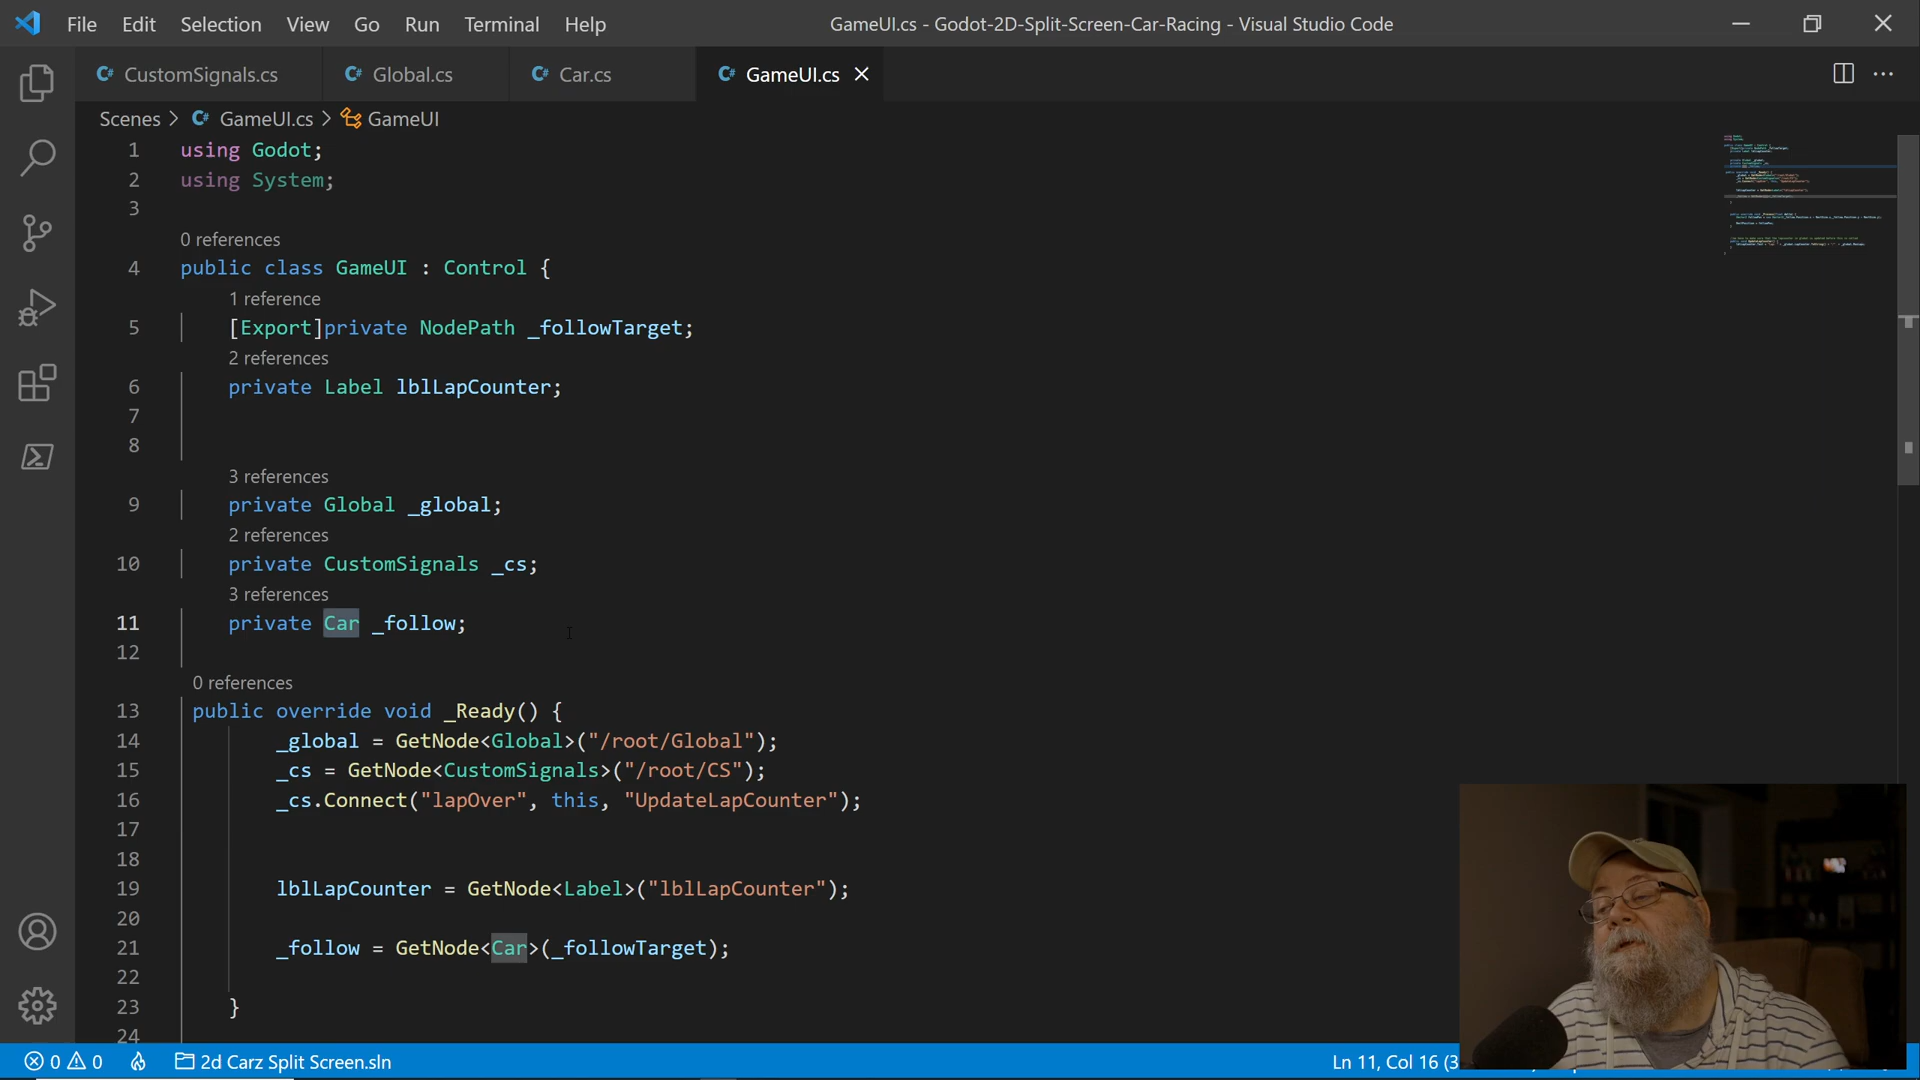 File Edit Selection View Go Run Terminal Help GameUI.cs - Godot-2D-Split-Screen-Car-Racing - Visual Studio Code
C# CustomSignals.cs C# Global.cs C# Car.cs C# GameUI.cs
Scenes > C# GameUI.cs > GameUI
1 using Godot;
2 using System;
3
0 references
4 public class GameUI : Control {
1 reference
5 [Export]private NodePath _followTarget;
2 references
6 private Label lblLapCounter;
7
8
3 references
9 private Global _global;
2 references
10 private CustomSignals _cs;
3 references
11 private Car _follow;
12
0 references
13 public override void _Ready() {
14 _global = GetNode<Global>("/root/Global");
15 _cs = GetNode<CustomSignals>("/root/CS");
16 _cs.Connect("lapOver", this, "UpdateLapCounter");
17
18
19 lblLapCounter = GetNode<Label>("lblLapCounter");
20
21 _follow = GetNode<Car>(_followTarget);
22
23 }
24
0 0 2d Carz Split Screen.sln Ln 11, Col 16 (3